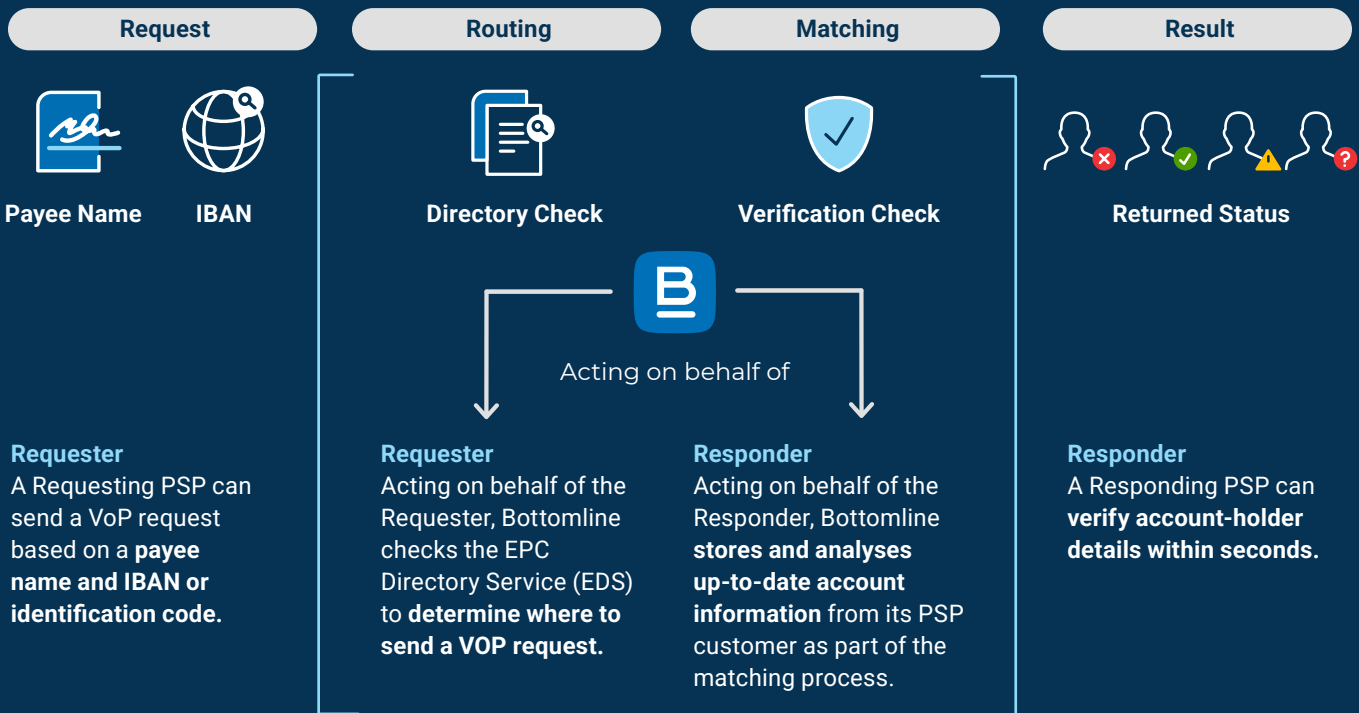 Request
Routing
Matching
Result
Payee Name
IBAN
Directory Check
Verification Check
Returned Status
B
Acting on behalf of
Requester
A Requesting PSP can
send a VoP request
based on a payee
name and IBAN or
identification code.
Requester
Acting on behalf of the
Requester, Bottomline
checks the EPC
Directory Service (EDS)
to determine where to
send a VOP request.
Responder
Acting on behalf of the
Responder, Bottomline
stores and analyses
up-to-date account
information from its PSP
customer as part of the
matching process.
Responder
A Responding PSP can
verify account-holder
details within seconds.